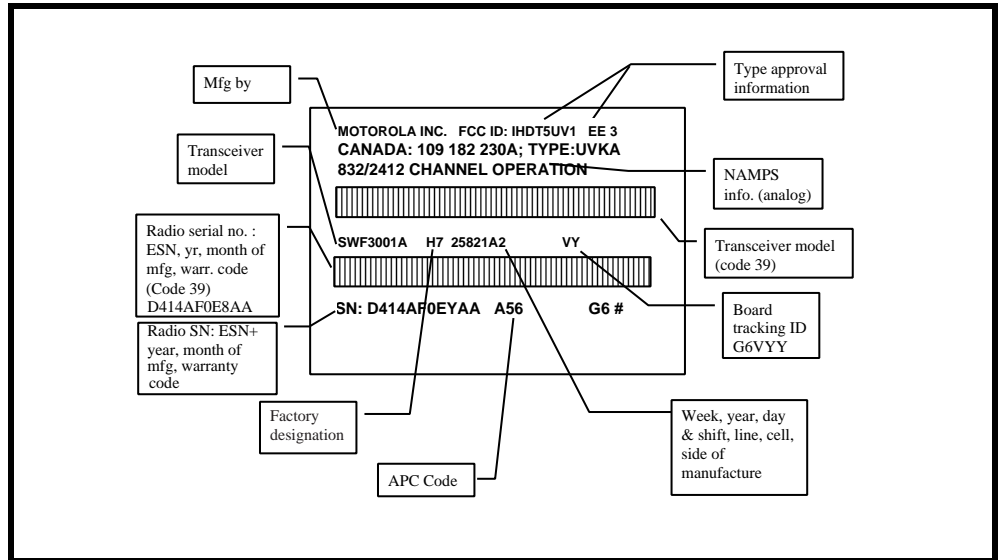 Mfg by
Type approval
information
Transceiver
model
MOTOROLA INC. FCC ID: IHDT5UV1 EE 3
CANADA: 109 182 230A; TYPE:UVKA
832/2412 CHANNEL OPERATION
NAMPS
info. (analog)
Radio serial no. :
ESN, yr, month of
mfg, warr. code
(Code 39)
D414AF0E8AA
SWF3001A H7 25821A2 VY
Transceiver model
(code 39)
SN: D414AF0EYAA A56 G6 #
Radio SN: ESN+
year, month of
mfg, warranty
code
Board
tracking ID
G6VYY
Factory
designation
Week, year, day
& shift, line, cell,
side of
manufacture
APC Code